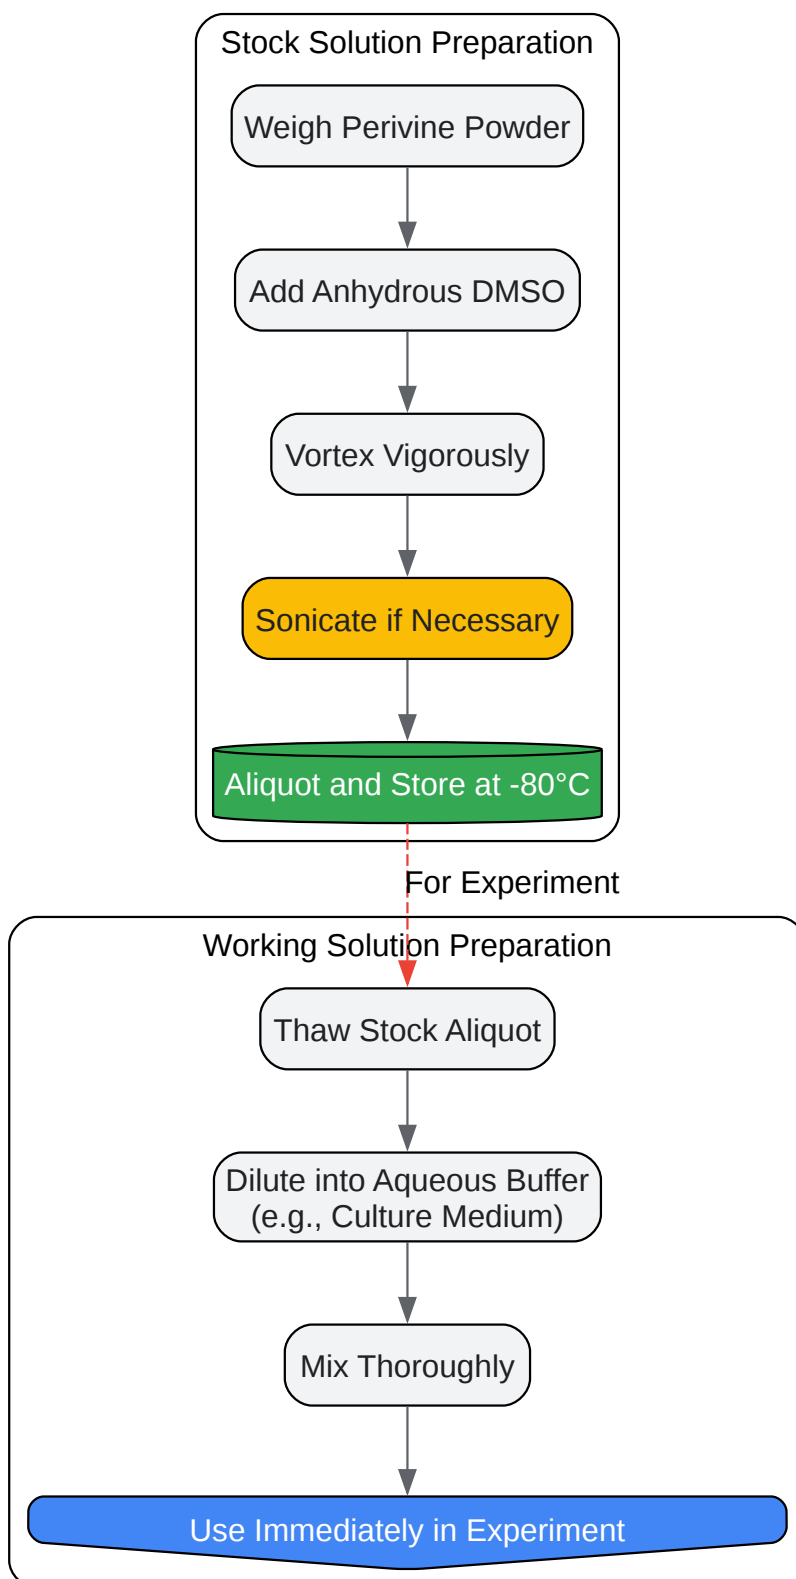 Stock Solution Preparation
Weigh Perivine Powder
Add Anhydrous DMSO
Vortex Vigorously
Sonicate if Necessary
Aliquot and Store at -80°C
For Experiment
Working Solution Preparation
Thaw Stock Aliquot
Dilute into Aqueous Buffer
(e.g., Culture Medium)
Mix Thoroughly
Use Immediately in Experiment